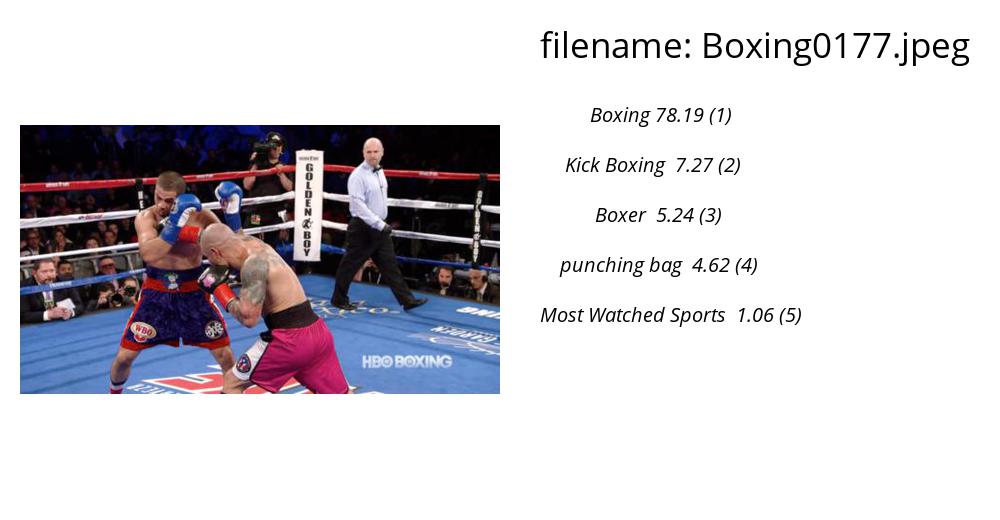 filename: Boxing0177.jpeg
Boxing 78.19 (1)
Kick Boxing 7.27 (2)
Boxer 5.24 (3)
punching bag 4.62 (4)
Most Watched Sports 1.06 (5)
GOLDEN
BOY
GOLDEN
WBO
HBO BOXING